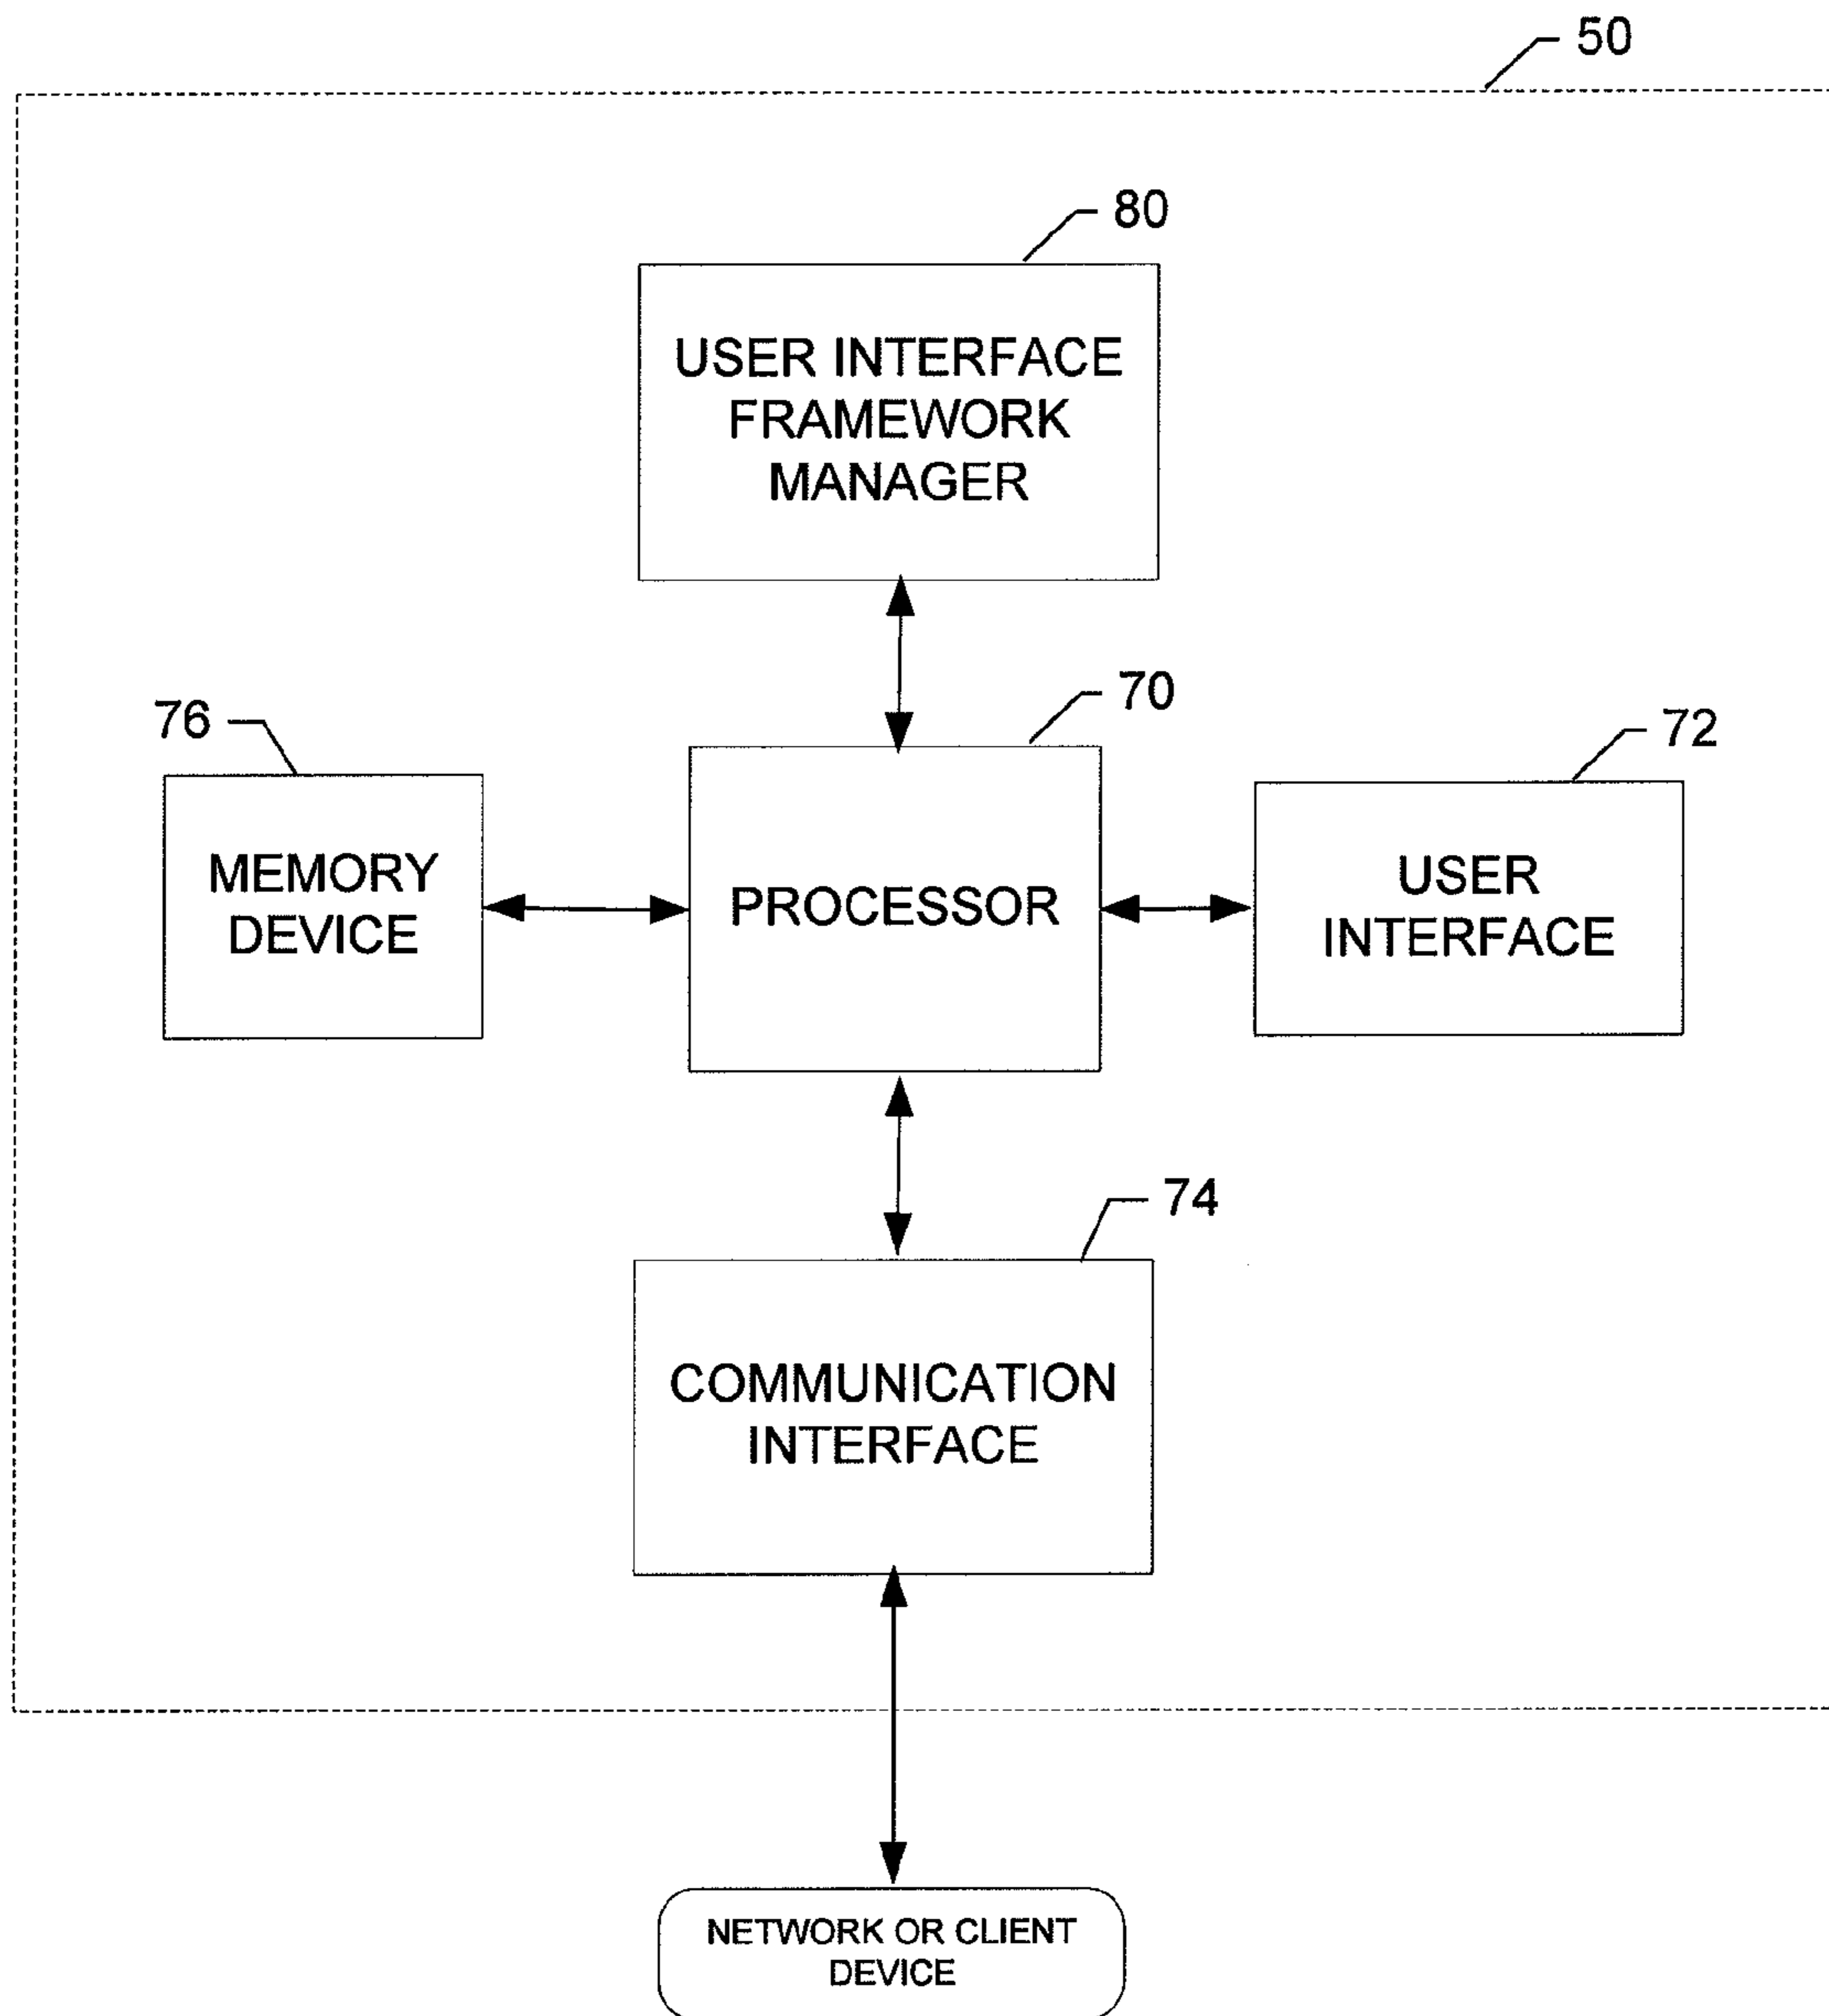 50
80
USER INTERFACE
FRAMEWORK
MANAGER
70
76
72
MEMORY
DEVICE
PROCESSOR
USER
INTERFACE
74
COMMUNICATION
INTERFACE
NETWORK OR CLIENT
DEVICE